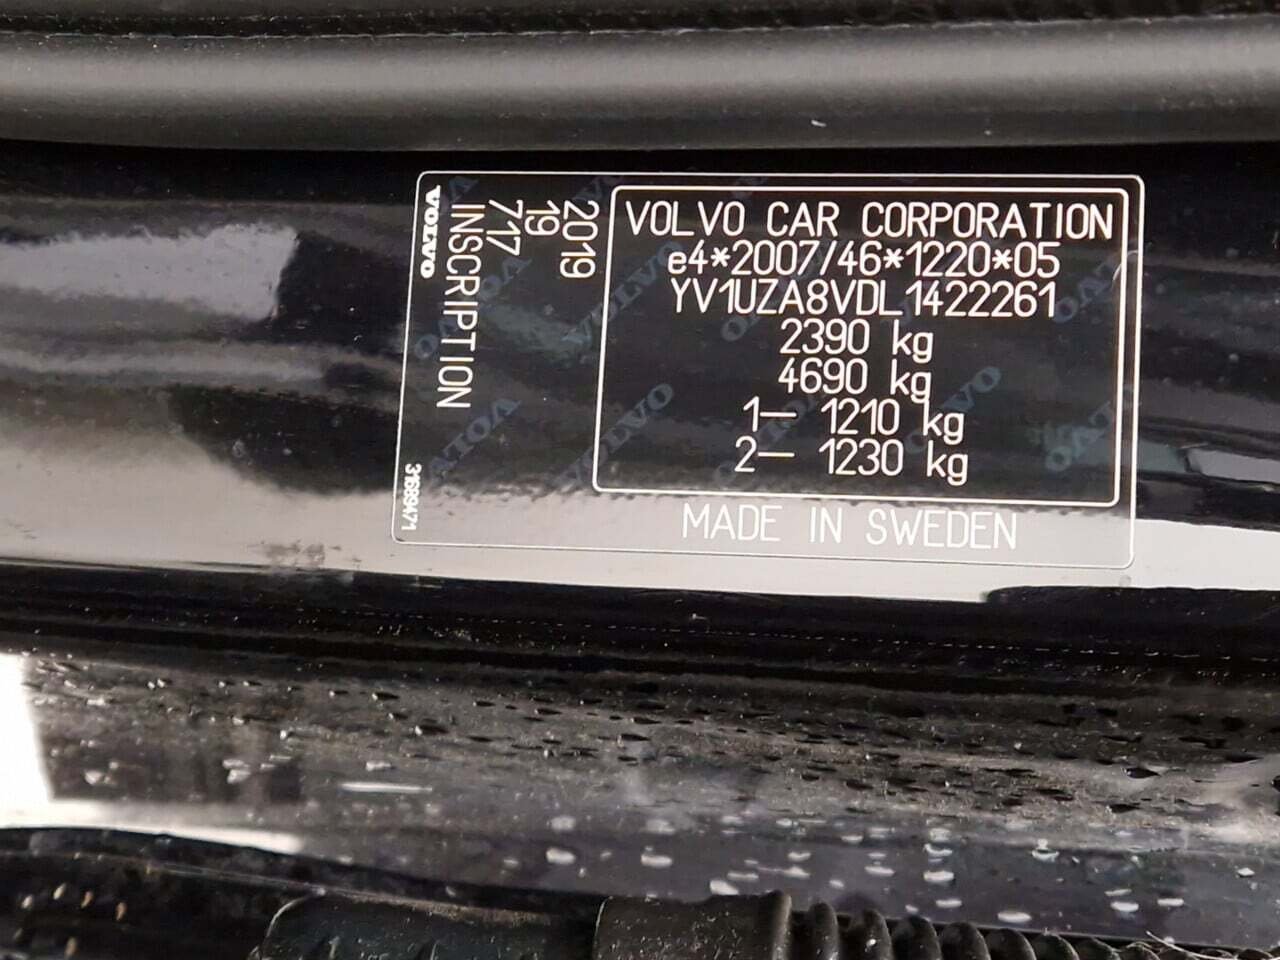 VOLVO CAR CORPORATION
e4*2007/46*1220*05
YV1UZA8VDL1422261
2390 kg
4690 kg
1— 1210 kg
2— 1230 kg
MADE IN SWEDEN
2019
19
717
INSCRIPTION
VOLVO
31689471